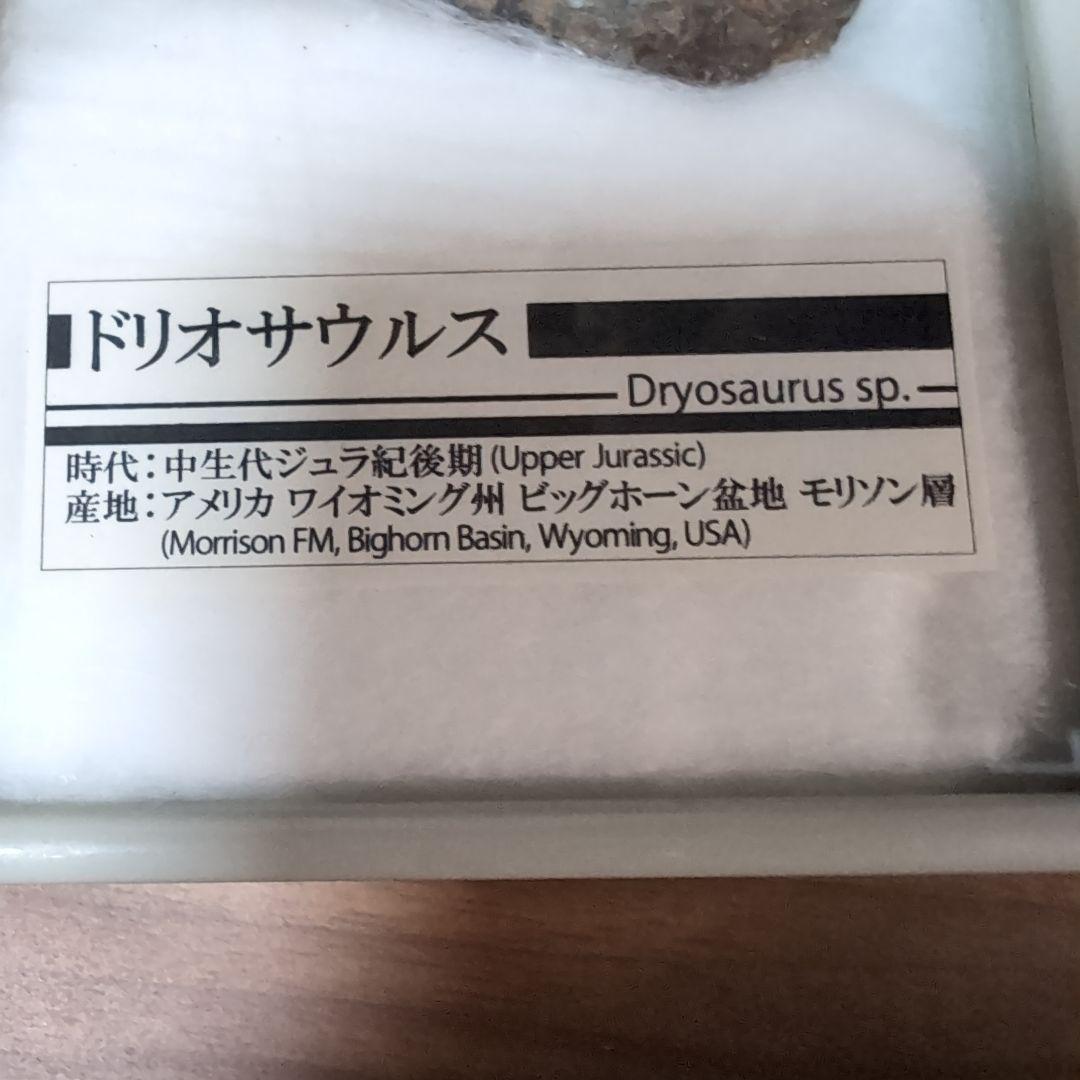 ドリオサウルス
Dryosaurus sp.
時代：中生代ジュラ紀後期 (Upper Jurassic)
産地：アメリカ ワイオミング州 ビッグホーン盆地 モリソン層
(Morrison FM, Bighorn Basin, Wyoming, USA)